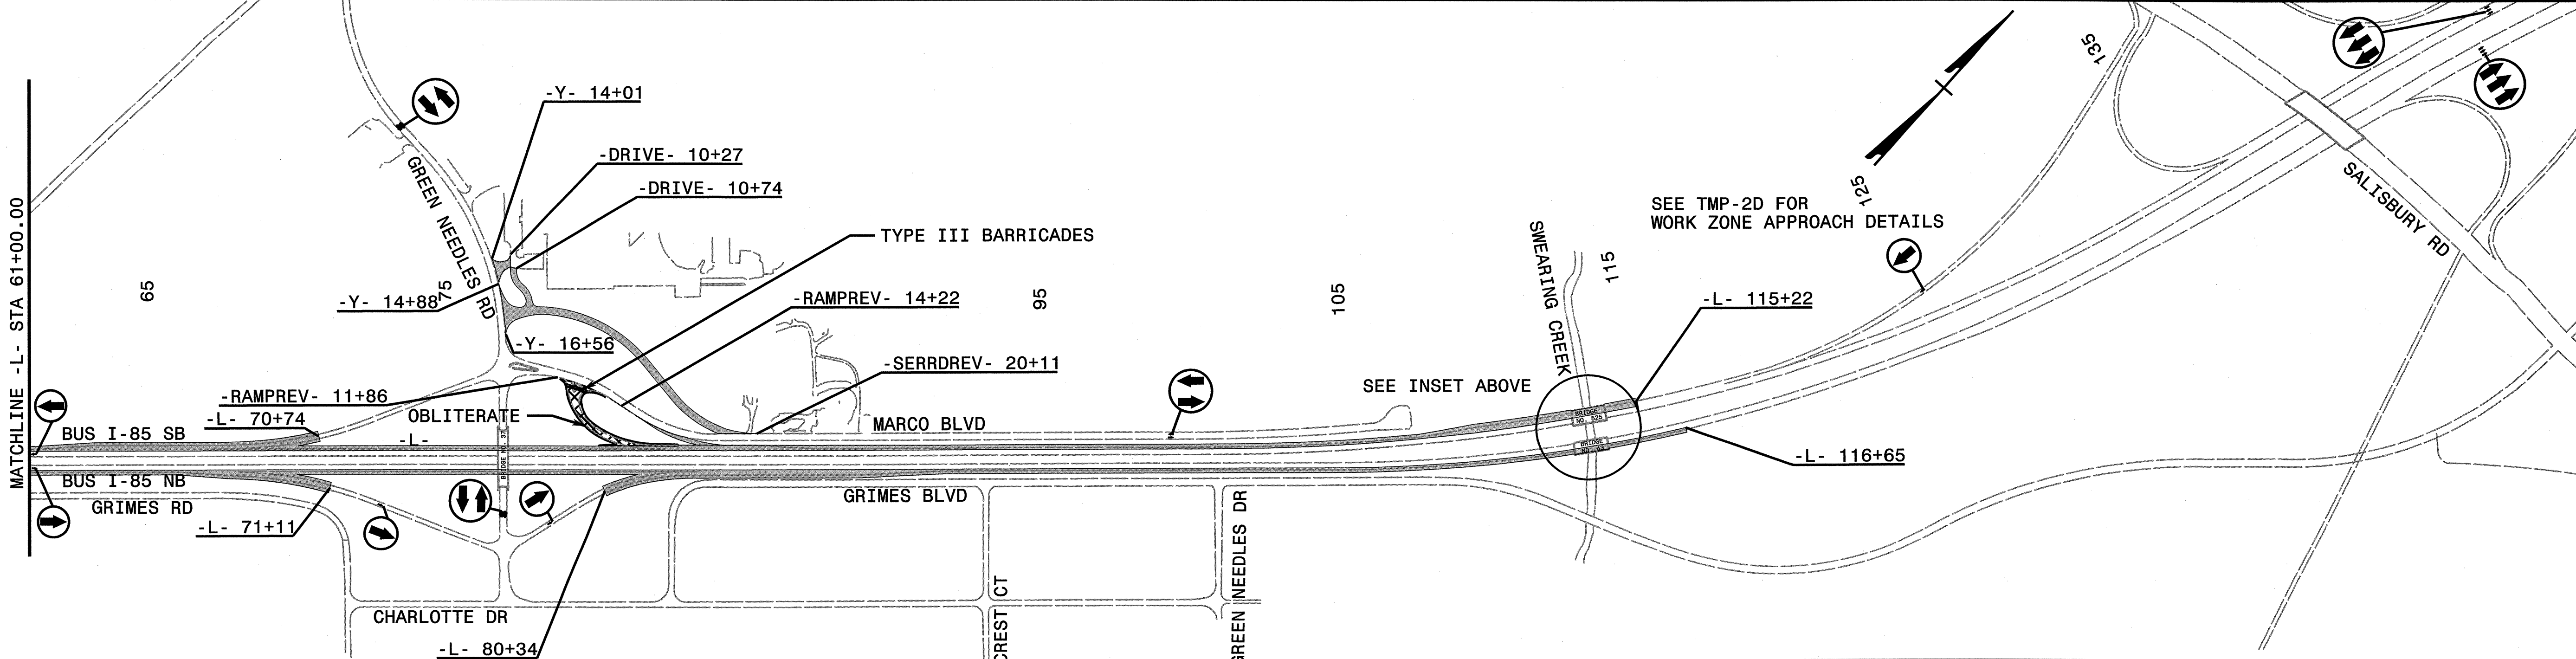 MATCHLINE -L- STA 61+00.00
65
75
95
105
115
125
135
GREEN NEEDLES RD
-Y- 14+01
-DRIVE- 10+27
-DRIVE- 10+74
TYPE III BARRICADES
-Y- 14+88
-RAMPREV- 14+22
-Y- 16+56
-SERRDREV- 20+11
-RAMPREV- 11+86
-L- 70+74
OBLITERATE
BUS I-85 SB
-L-
MARCO BLVD
BUS I-85 NB
GRIMES RD
-L- 71+11
GRIMES BLVD
CHARLOTTE DR
-L- 80+34
CREST CT
GREEN NEEDLES DR
SWEARING CREEK
SEE INSET ABOVE
BRIDGE
NO. 525
BRIDGE
-L- 115+22
-L- 116+65
SEE TMP-2D FOR
WORK ZONE APPROACH DETAILS
SALISBURY RD